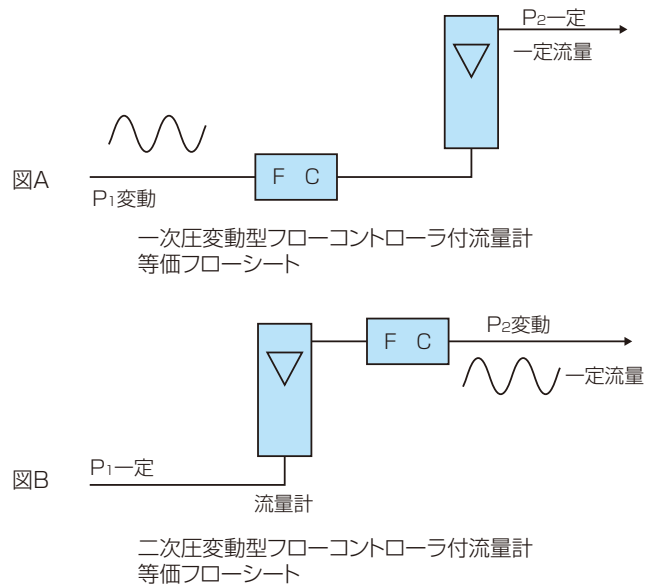 P₂一定
一定流量
F C
図A
P₁変動
一次圧変動型フローコントローラ付流量計
等価フローシート
F C
P₂変動
一定流量
P₁一定
図B
流量計
二次圧変動型フローコントローラ付流量計
等価フローシート